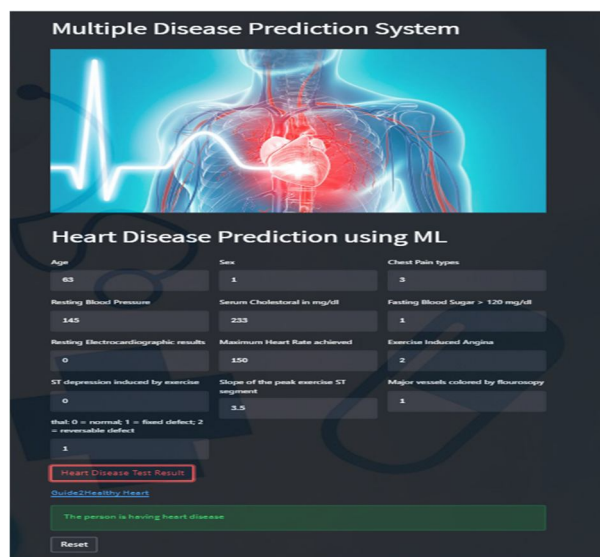 Multiple Disease Prediction System
Heart Disease Prediction using ML
Age
Sex
Chest Pain types
63
1
3
Resting Blood Pressure
Serum Cholestoral in mg/dl
Fasting Blood Sugar > 120 mg/dl
145
233
1
Resting Electrocardiographic results
Maximum Heart Rate achieved
Exercise Induced Angina
0
150
2
ST depression induced by exercise
Slope of the peak exercise ST
segment
Major vessels colored by flourosopy
0
3.5
1
thal: 0 = normal; 1 = fixed defect; 2
= reversable defect
1
Heart Disease Test Result
Guide2Healthy Heart
The person is having heart disease
Reset